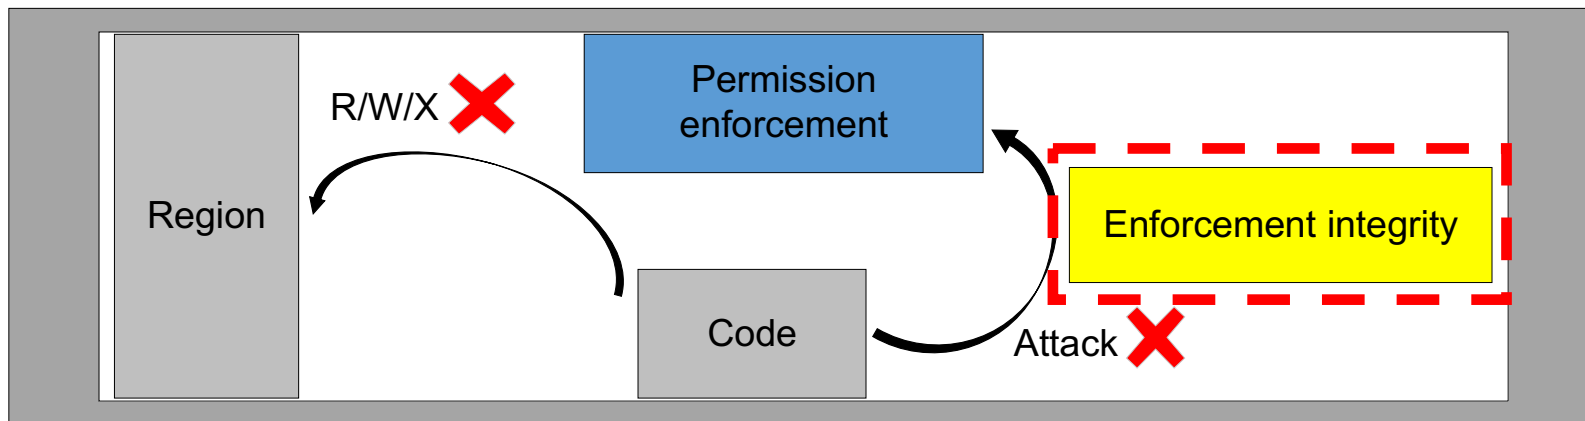 R/W/X
Permission
enforcement
Region
Enforcement integrity
Code
Attack